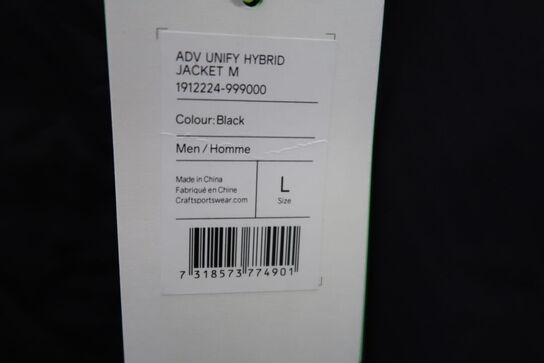 ADV UNIFY HYBRID
JACKET M
1912224-999000
Colour: Black
Men / Homme
Made in China
Fabriqué en Chine
Craftsportswear.com
L
Size
7 318573 774901